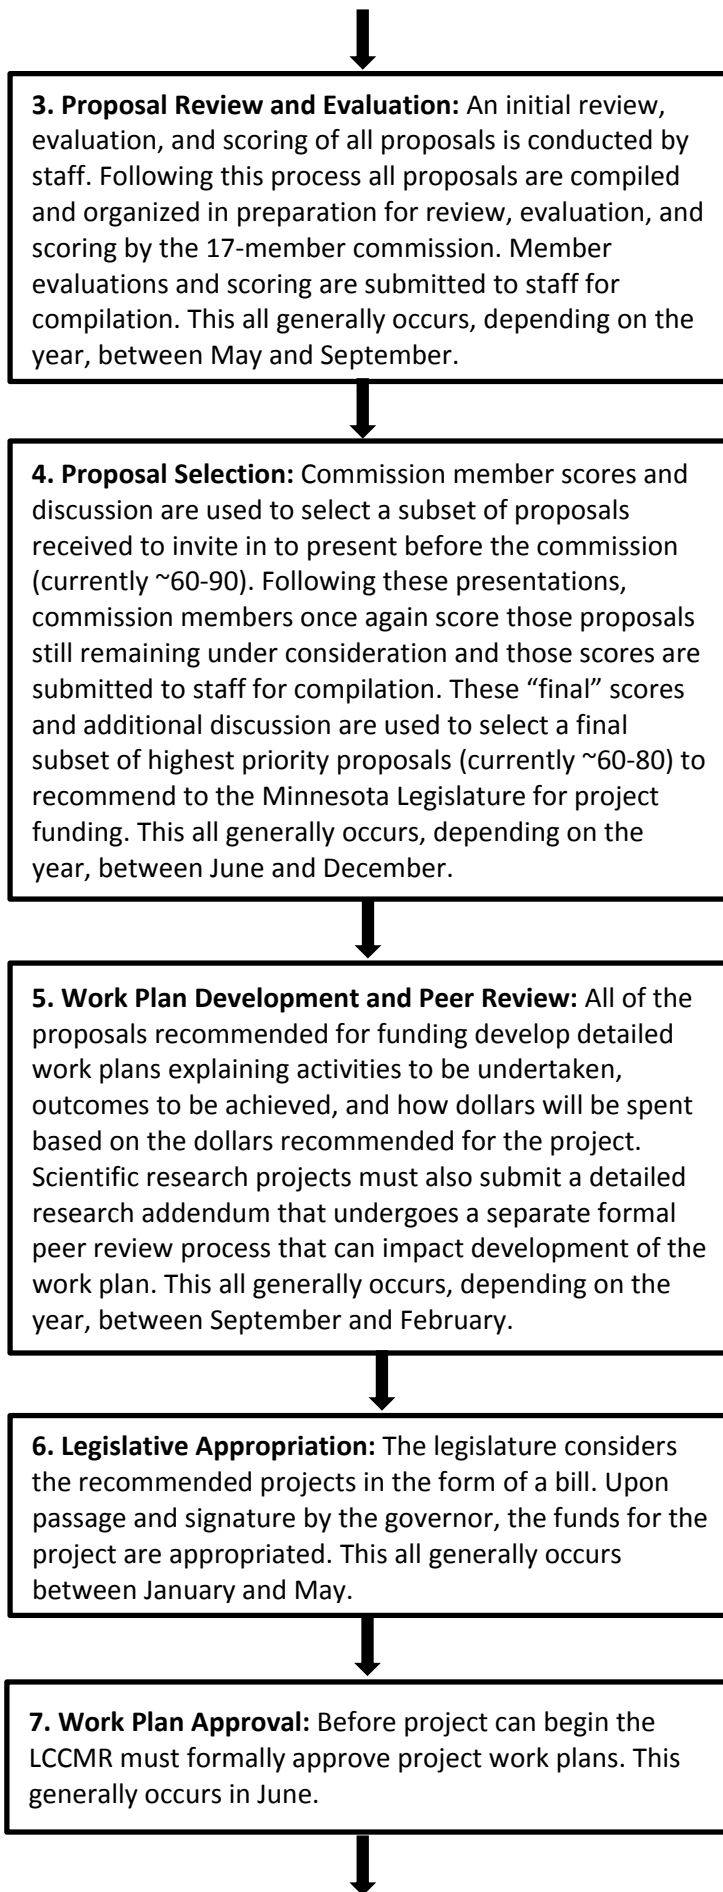 3. Proposal Review and Evaluation: An initial review,
evaluation, and scoring of all proposals is conducted by
staff. Following this process all proposals are compiled
and organized in preparation for review, evaluation, and
scoring by the 17-member commission. Member
evaluations and scoring are submitted to staff for
compilation. This all generally occurs, depending on the
year, between May and September.
4. Proposal Selection: Commission member scores and
discussion are used to select a subset of proposals
received to invite in to present before the commission
(currently ~60-90). Following these presentations,
commission members once again score those proposals
still remaining under consideration and those scores are
submitted to staff for compilation. These “final” scores
and additional discussion are used to select a final
subset of highest priority proposals (currently ~60-80) to
recommend to the Minnesota Legislature for project
funding. This all generally occurs, depending on the
year, between June and December.
5. Work Plan Development and Peer Review: All of the
proposals recommended for funding develop detailed
work plans explaining activities to be undertaken,
outcomes to be achieved, and how dollars will be spent
based on the dollars recommended for the project.
Scientific research projects must also submit a detailed
research addendum that undergoes a separate formal
peer review process that can impact development of the
work plan. This all generally occurs, depending on the
year, between September and February.
6. Legislative Appropriation: The legislature considers
the recommended projects in the form of a bill. Upon
passage and signature by the governor, the funds for the
project are appropriated. This all generally occurs
between January and May.
7. Work Plan Approval: Before project can begin the
LCCMR must formally approve project work plans. This
generally occurs in June.